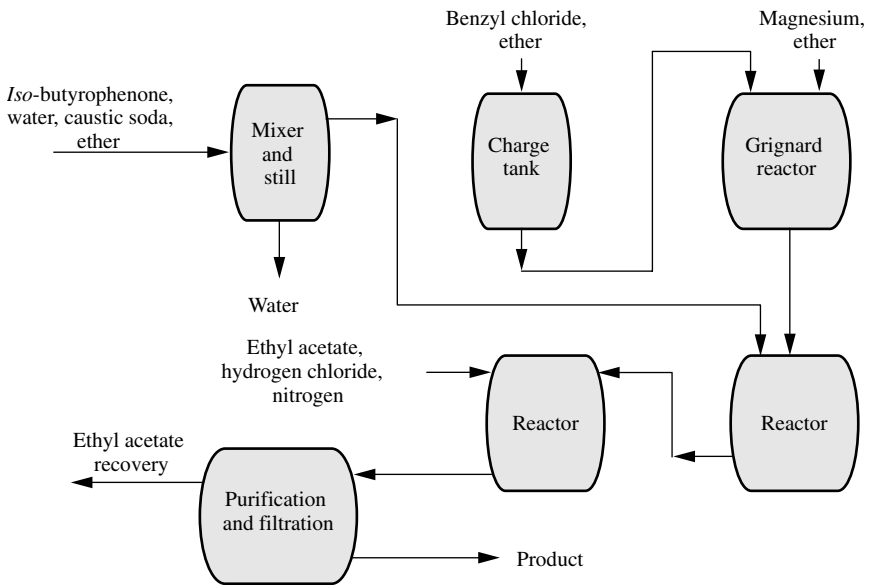 Benzyl chloride,
ether
Magnesium,
ether
Iso-butyrophenone,
water, caustic soda,
ether
Mixer
and
still
Charge
tank
Grignard
reactor
Water
Ethyl acetate,
hydrogen chloride,
nitrogen
Reactor
Reactor
Ethyl acetate
recovery
Purification
and filtration
Product